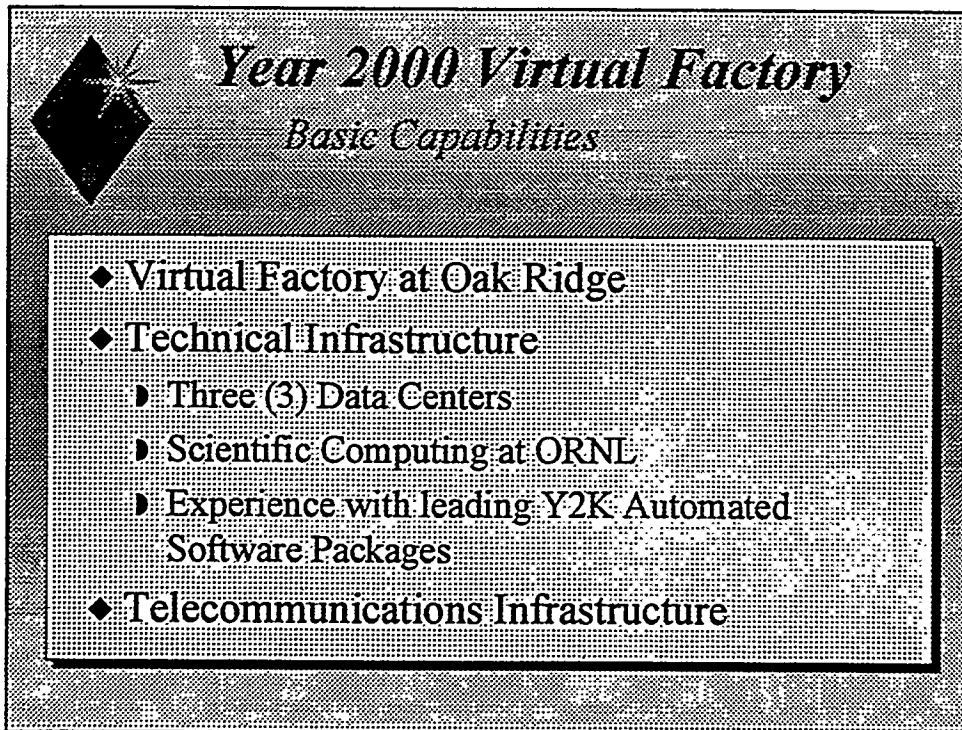 Year 2000 Virtual Factory
Basic Capabilities
Virtual Factory at Oak Ridge
Technical Infrastructure
Three (3) Data Centers
Scientific Computing at ORNL
Experience with leading Y2K Automated
Software Packages
Telecommunications Infrastructure